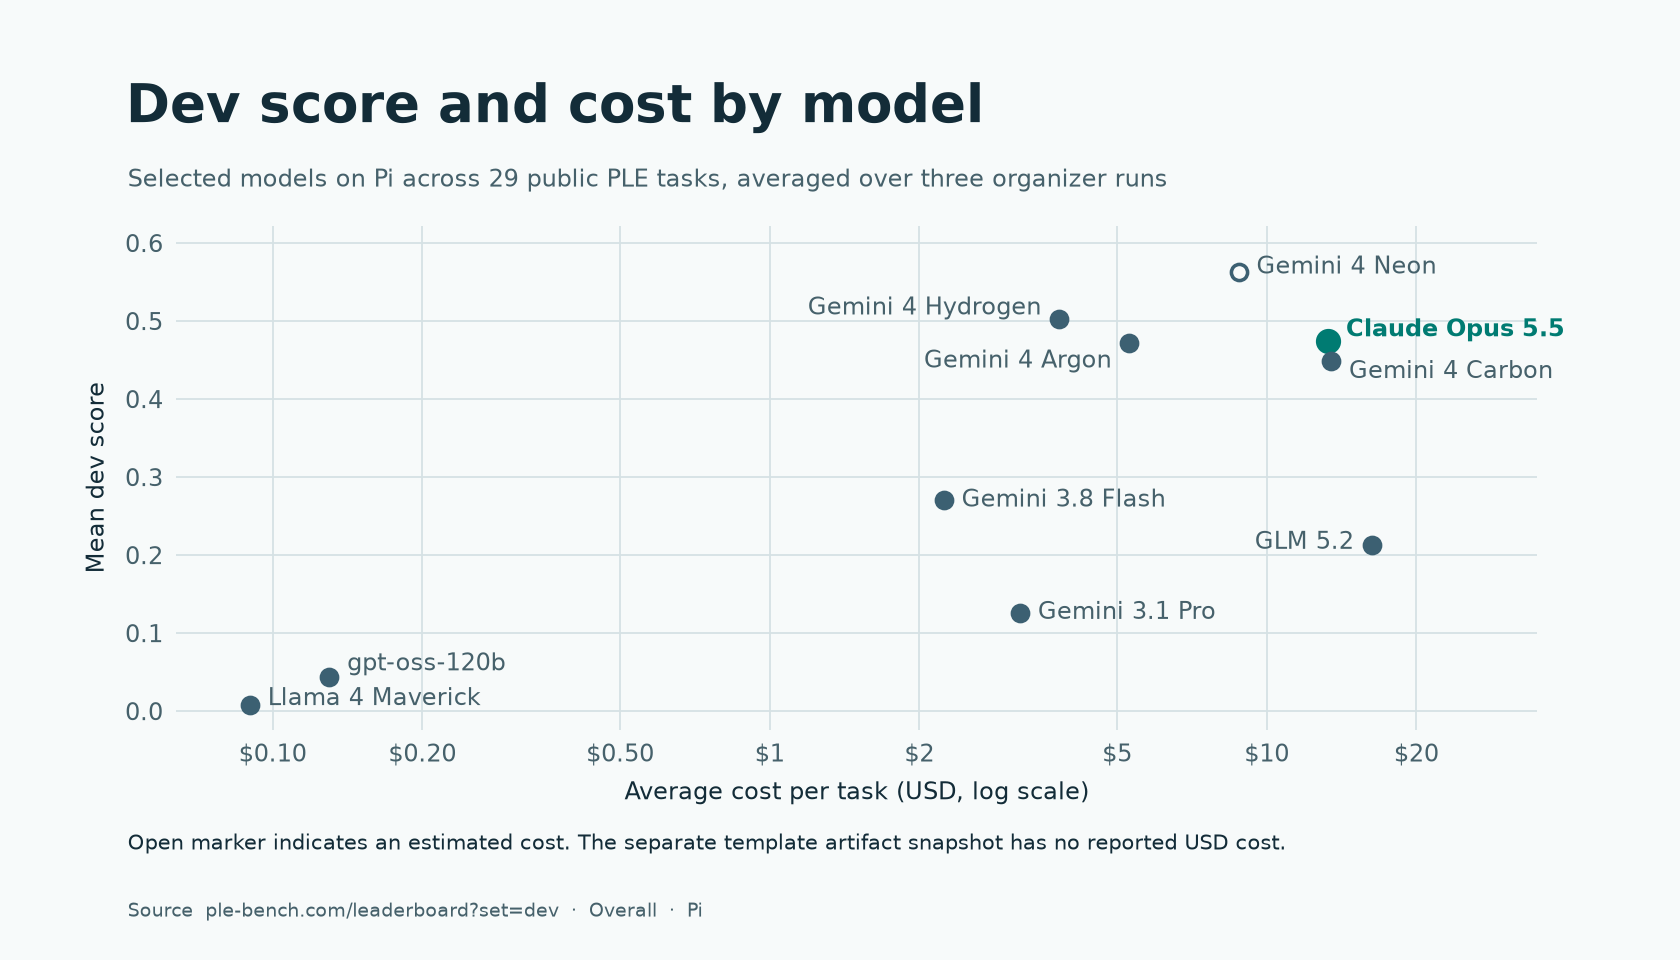 Dev score and cost by model
Selected models on Pi across 29 public PLE tasks, averaged over three organizer runs
0.6
Gemini 4 Neon
Gemini 4 Hydrogen
0.5
Claude Opus 5.5
Gemini 4 Argon
Gemini 4 Carbon
0.4
Mean dev score
0.3
Gemini 3.8 Flash
GLM 5.2
0.2
Gemini 3.1 Pro
0.1
gpt-oss-120b
Llama 4 Maverick
0.0
$0.10 $0.20 $0.50 $1 $2 $5 $10 $20
Average cost per task (USD, log scale)
Open marker indicates an estimated cost. The separate template artifact snapshot has no reported USD cost.
Source ple-bench.com/leaderboard?set=dev · Overall · Pi